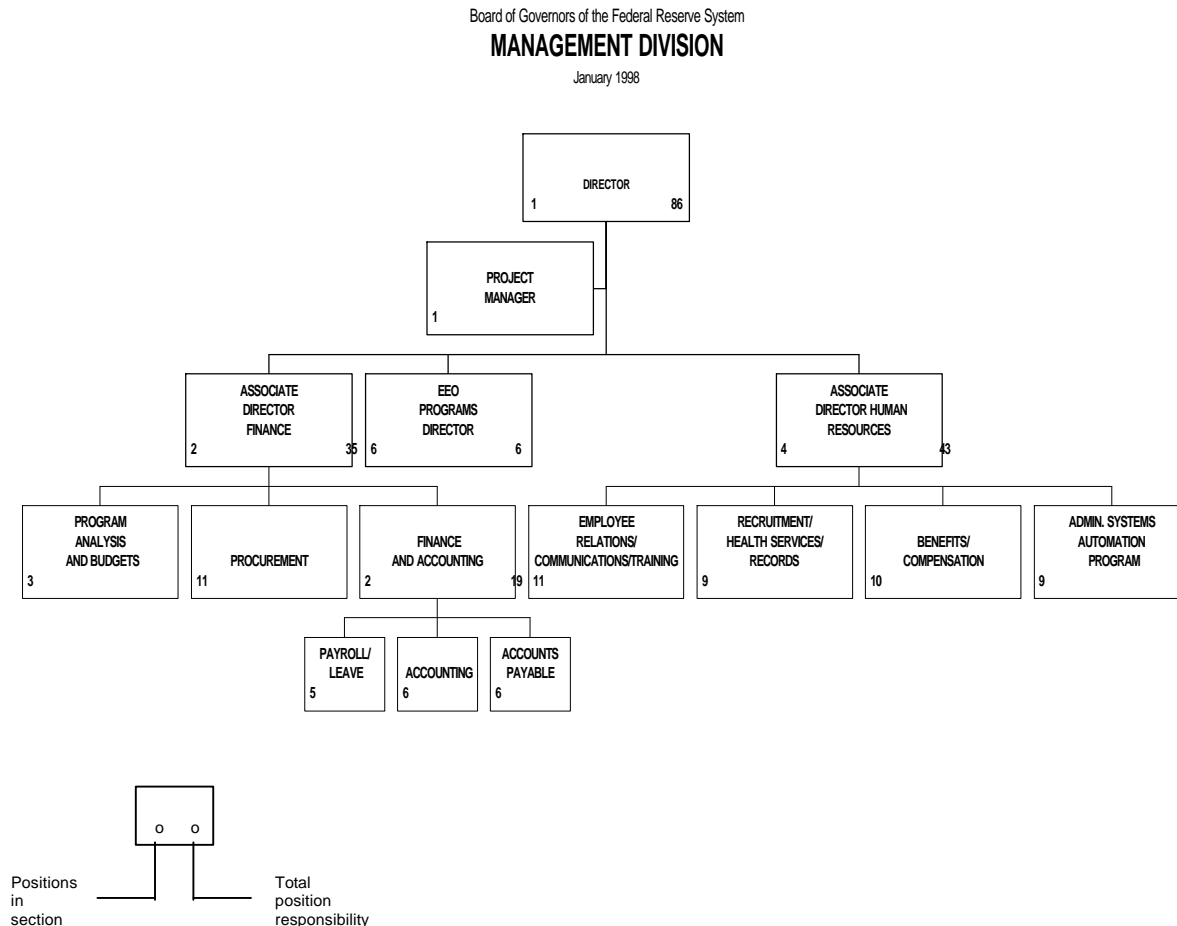 Board of Governors of the Federal Reserve System
MANAGEMENT DIVISION
January 1998
DIRECTOR
1 86
PROJECT
MANAGER
1
ASSOCIATE
DIRECTOR
FINANCE
2 35
EEO
PROGRAMS
DIRECTOR
6 6
ASSOCIATE
DIRECTOR HUMAN
RESOURCES
4 43
PROGRAM
ANALYSIS
AND BUDGETS
3
PROCUREMENT
11
FINANCE
AND ACCOUNTING
2 19
EMPLOYEE
RELATIONS/
COMMUNICATIONS/TRAINING
11
RECRUITMENT/
HEALTH SERVICES/
RECORDS
9
BENEFITS/
COMPENSATION
10
ADMIN. SYSTEMS
AUTOMATION
PROGRAM
9
PAYROLL/
LEAVE
5
ACCOUNTING
6
ACCOUNTS
PAYABLE
6
o o
Positions
in
section
Total
position
responsibility